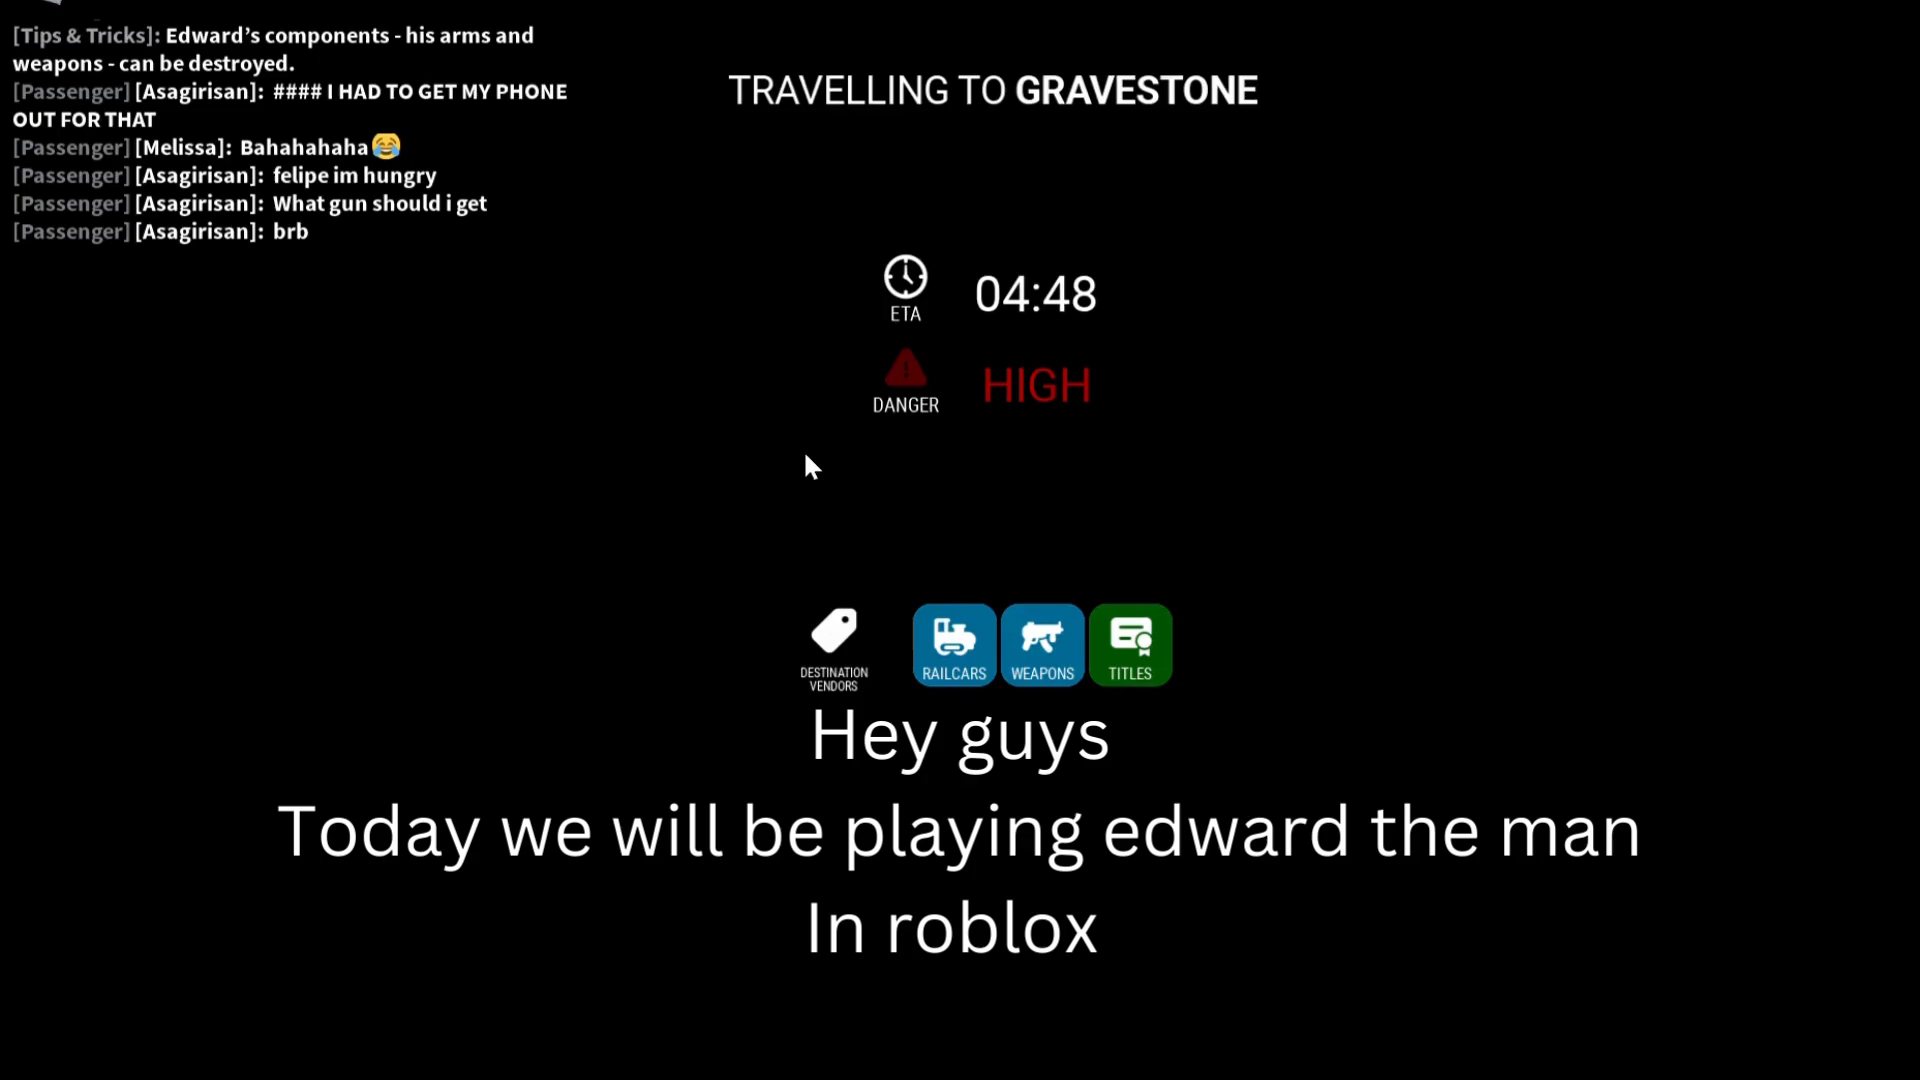 [Tips & Tricks]: Edward’s components - his arms and
weapons - can be destroyed.
[Passenger] [Asagirisan]: #### I HAD TO GET MY PHONE
OUT FOR THAT
[Passenger] [Melissa]: Bahahahaha😂
[Passenger] [Asagirisan]: felipe im hungry
[Passenger] [Asagirisan]: What gun should i get
[Passenger] [Asagirisan]: brb
TRAVELLING TO GRAVESTONE
ETA
04:48
DANGER
HIGH
DESTINATION
VENDORS
RAILCARS
WEAPONS
TITLES
Hey guys
Today we will be playing edward the man
In roblox